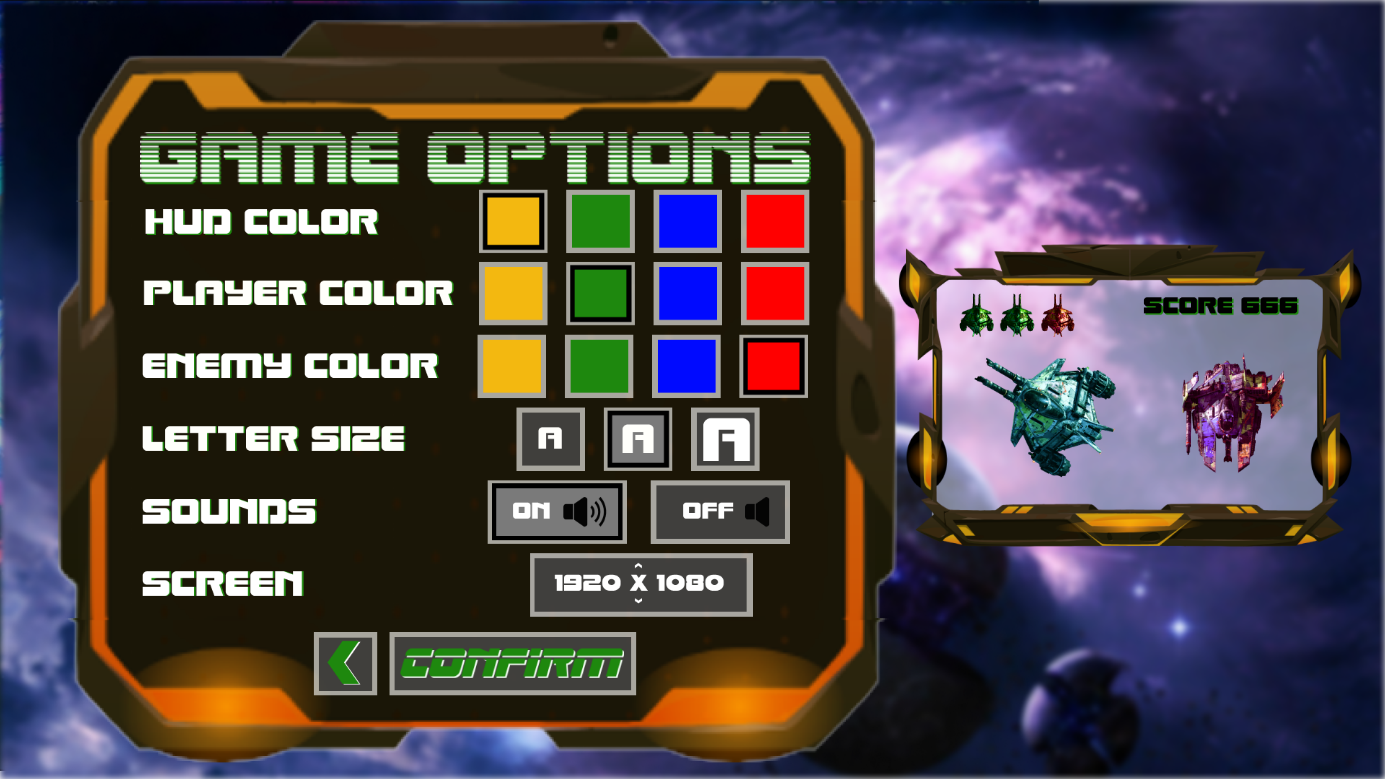 GAME OPTIONS
HUD COLOR
PLAYER COLOR
ENEMY COLOR
LETTER SIZE A A A
SOUNDS ON OFF
SCREEN 1920 X 1080
CONFIRM
SCORE 666